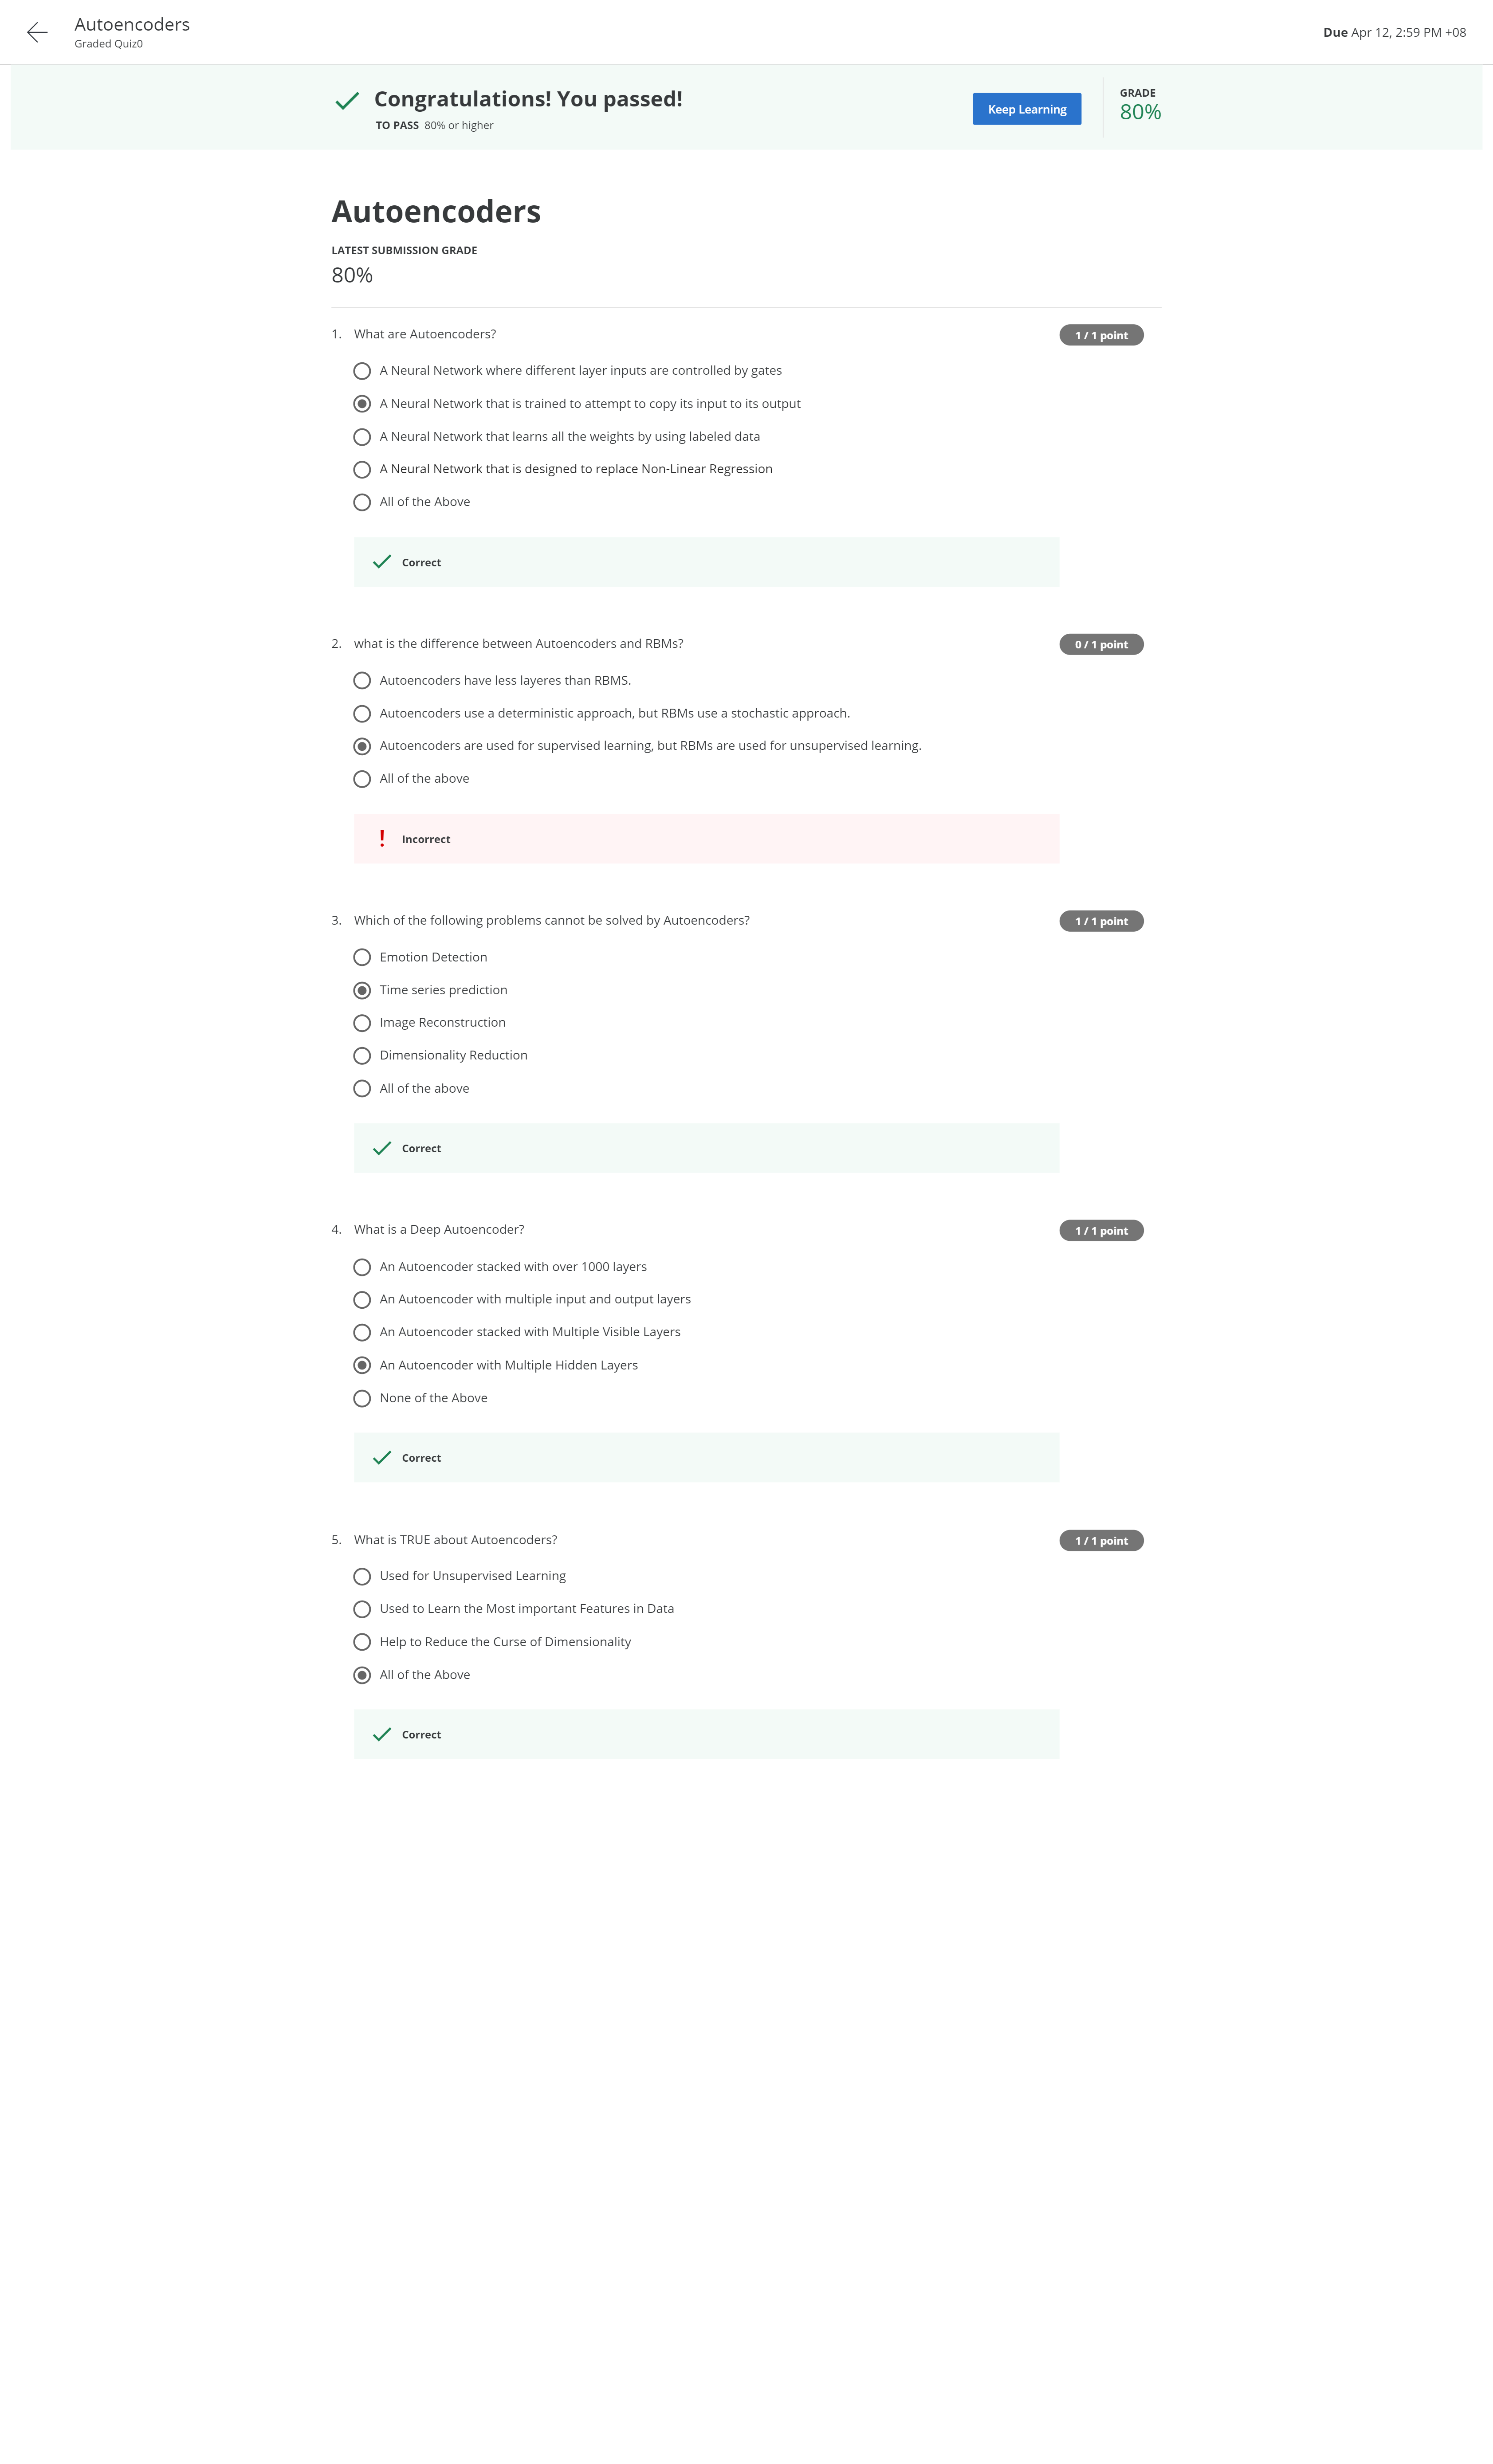 Autoencoders
Graded Quiz0
Due Apr 12, 2:59 PM +08
Congratulations! You passed!
TO PASS 80% or higher
Keep Learning
GRADE
80%
Autoencoders
LATEST SUBMISSION GRADE
80%
1. What are Autoencoders?
1 / 1 point
A Neural Network where different layer inputs are controlled by gates
A Neural Network that is trained to attempt to copy its input to its output
A Neural Network that learns all the weights by using labeled data
A Neural Network that is designed to replace Non-Linear Regression
All of the Above
Correct
2. what is the difference between Autoencoders and RBMs?
0 / 1 point
Autoencoders have less layeres than RBMS.
Autoencoders use a deterministic approach, but RBMs use a stochastic approach.
Autoencoders are used for supervised learning, but RBMs are used for unsupervised learning.
All of the above
! Incorrect
3. Which of the following problems cannot be solved by Autoencoders?
1 / 1 point
Emotion Detection
Time series prediction
Image Reconstruction
Dimensionality Reduction
All of the above
Correct
4. What is a Deep Autoencoder?
1 / 1 point
An Autoencoder stacked with over 1000 layers
An Autoencoder with multiple input and output layers
An Autoencoder stacked with Multiple Visible Layers
An Autoencoder with Multiple Hidden Layers
None of the Above
Correct
5. What is TRUE about Autoencoders?
1 / 1 point
Used for Unsupervised Learning
Used to Learn the Most important Features in Data
Help to Reduce the Curse of Dimensionality
All of the Above
Correct